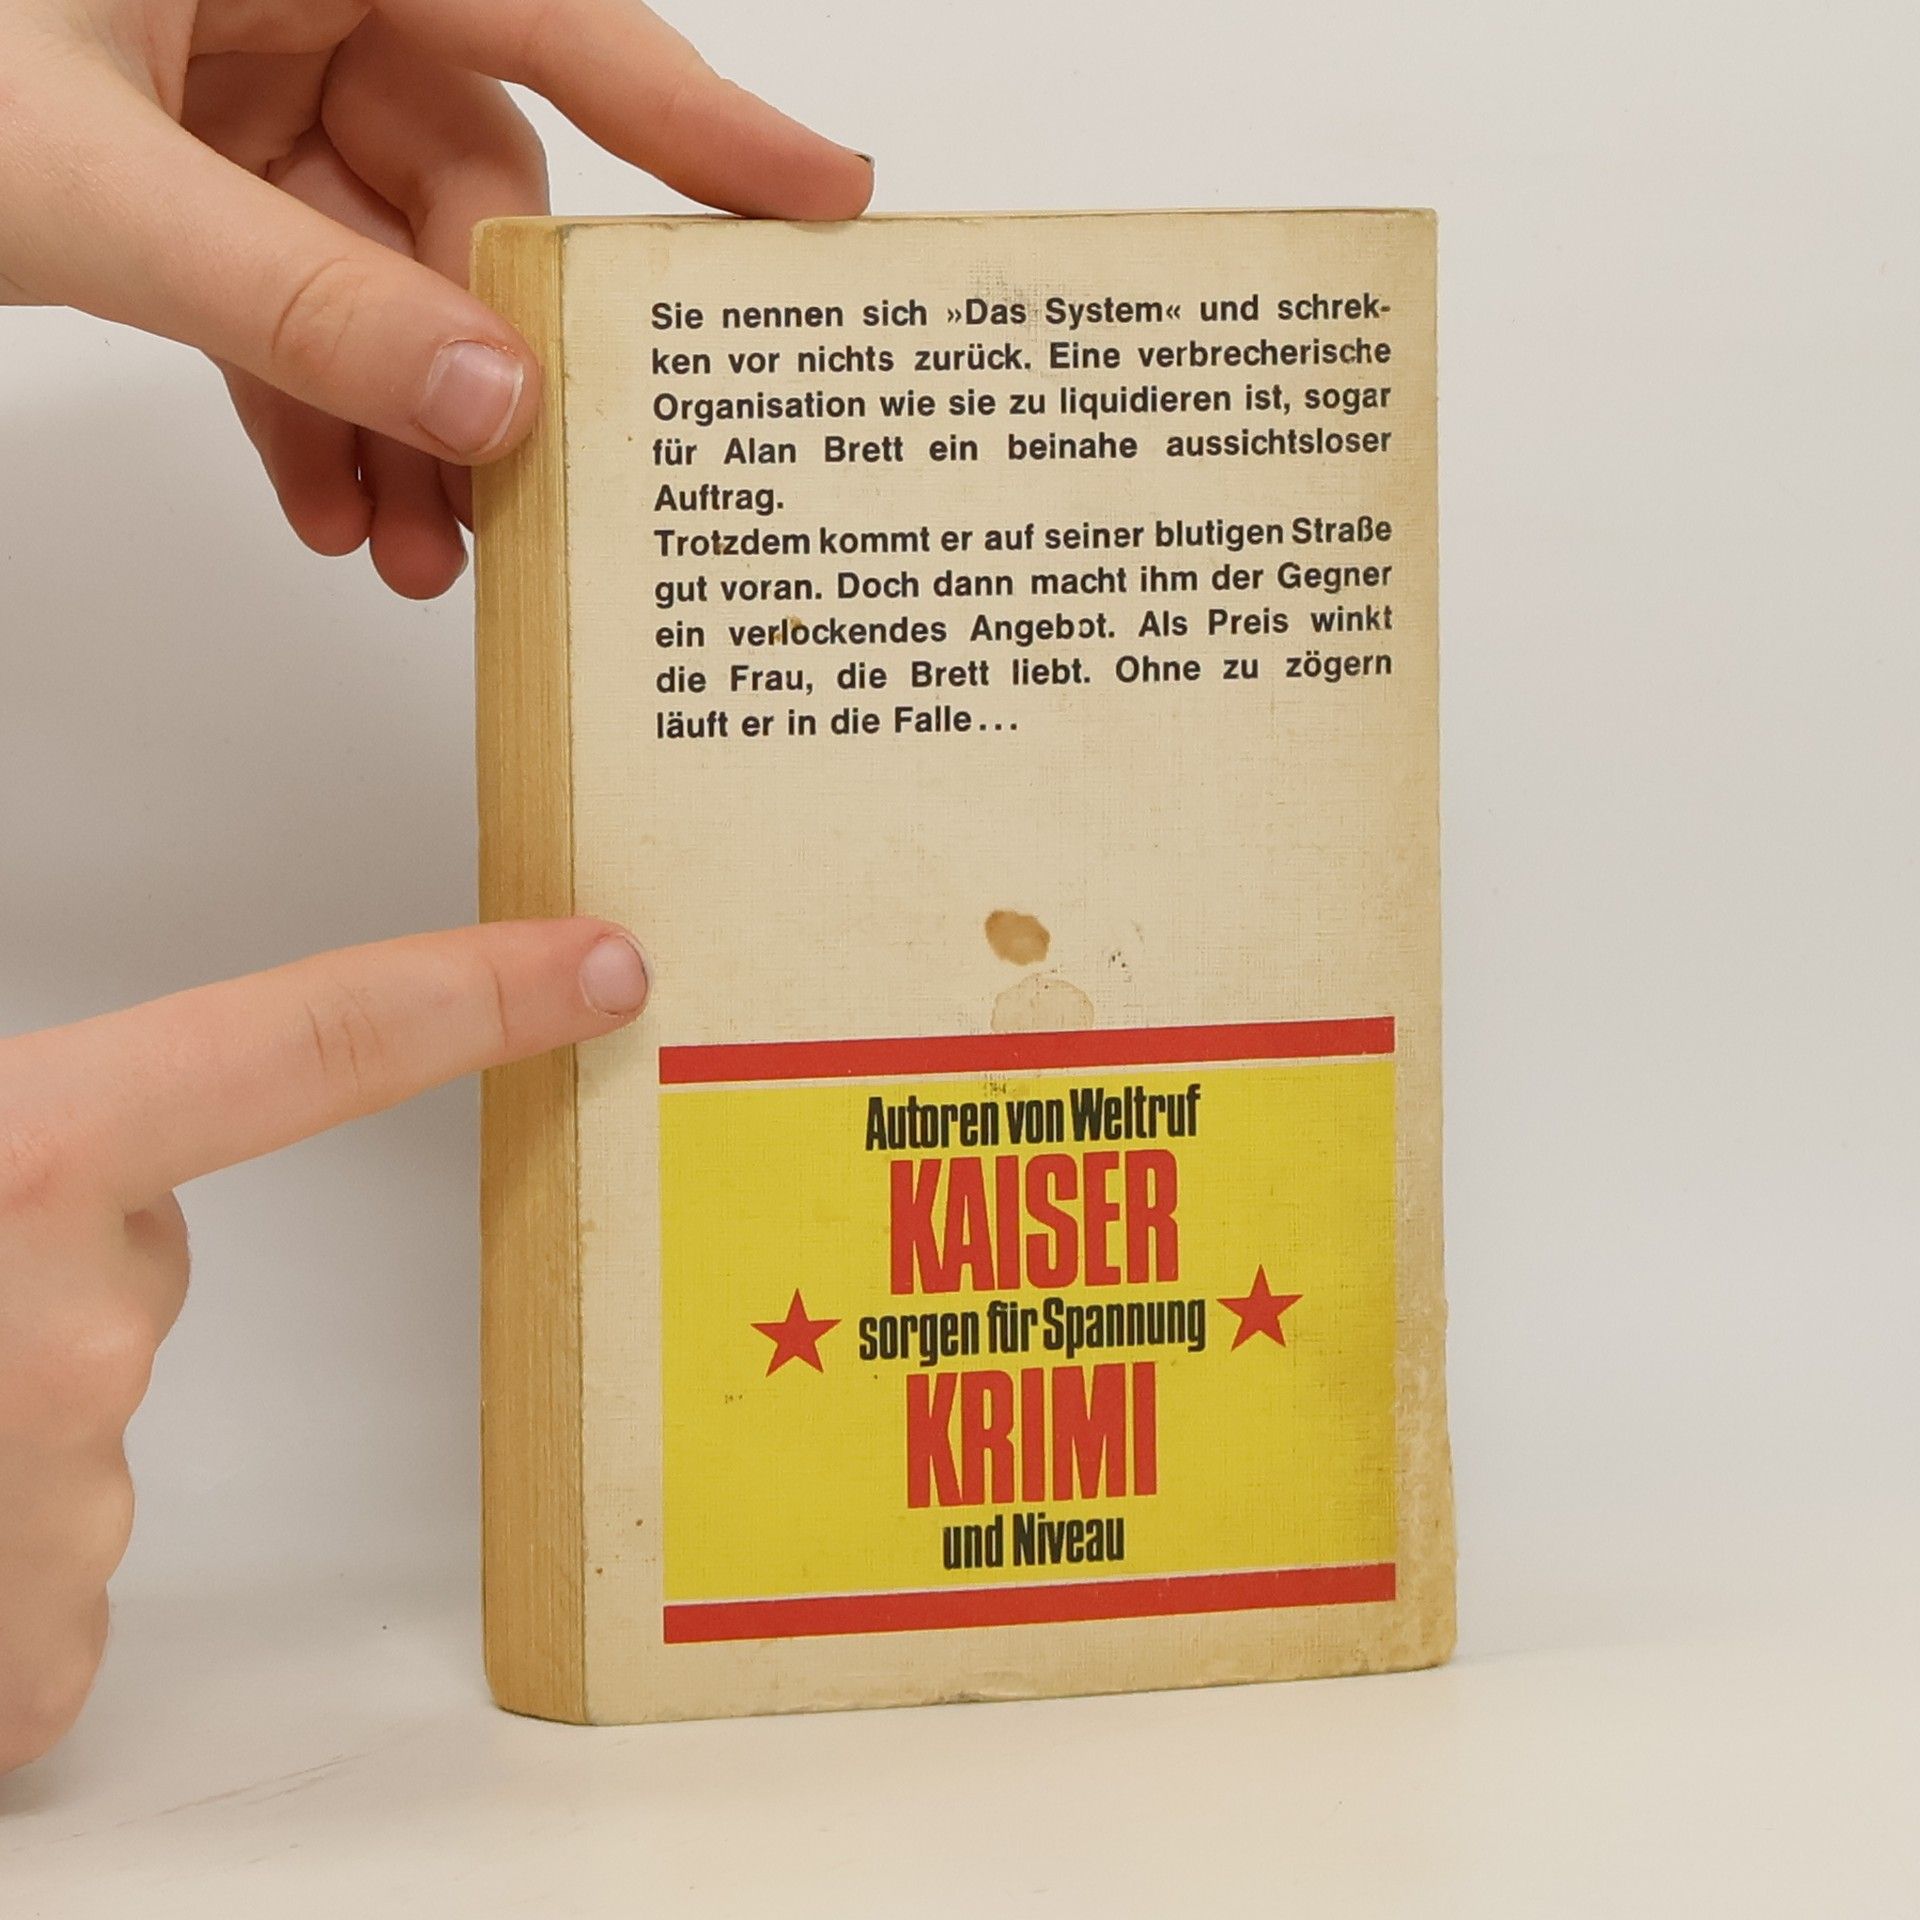 Sie nennen sich »Das System« und schrek-
ken vor nichts zurück. Eine verbrecherische
Organisation wie sie zu liquidieren ist, sogar
für Alan Brett ein beinahe aussichtsloser
Auftrag.
Trotzdem kommt er auf seiner blutigen Straße
gut voran. Doch dann macht ihm der Gegner
ein verlockendes Angebot. Als Preis winkt
die Frau, die Brett liebt. Ohne zu zögern
läuft er in die Falle...
Autoren von Weltruf
KAISER
sorgen für Spannung
KRIMI
und Niveau